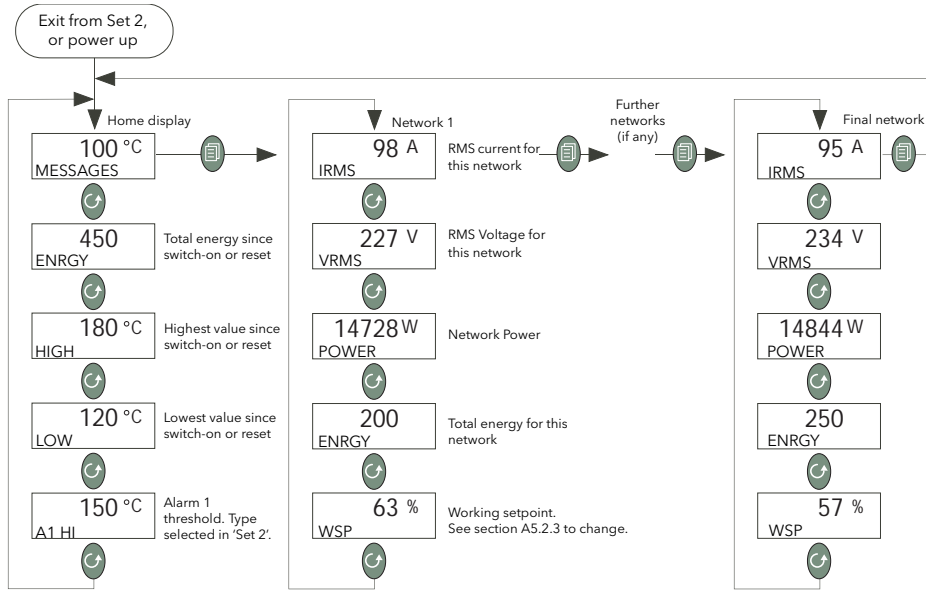 Exit from Set 2,
or power up
Home display
100 °C
MESSAGES
450
ENRGY
Total energy since
switch-on or reset
180 °C
HIGH
Highest value since
switch-on or reset
120 °C
LOW
Lowest value since
switch-on or reset
150 °C
A1 HI
Alarm 1
threshold. Type
selected in ‘Set 2’.
Network 1
98 A
IRMS
RMS current for
this network
227 V
VRMS
RMS Voltage for
this network
14728 W
POWER
Network Power
200
ENRGY
Total energy for this
network
63 %
WSP
Working setpoint.
See section A5.2.3 to change.
Further
networks
(if any)
Final network
95 A
IRMS
234 V
VRMS
14844 W
POWER
250
ENRGY
57 %
WSP